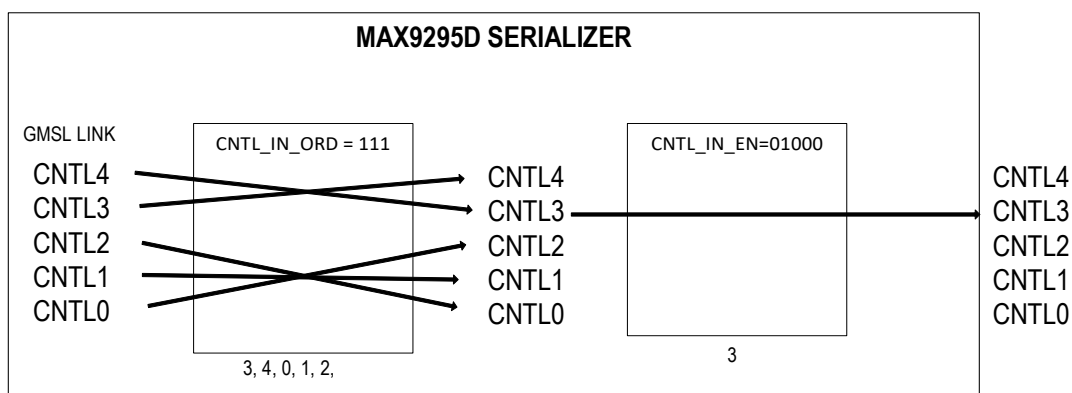 MAX9295D SERIALIZER
GMSL LINK
CNTL_IN_ORD = 111
CNTL_IN_EN=01000
CNTL4
CNTL3
CNTL2
CNTL1
CNTL0
CNTL4
CNTL3
CNTL2
CNTL1
CNTL0
CNTL4
CNTL3
CNTL2
CNTL1
CNTL0
3, 4, 0, 1, 2,
3